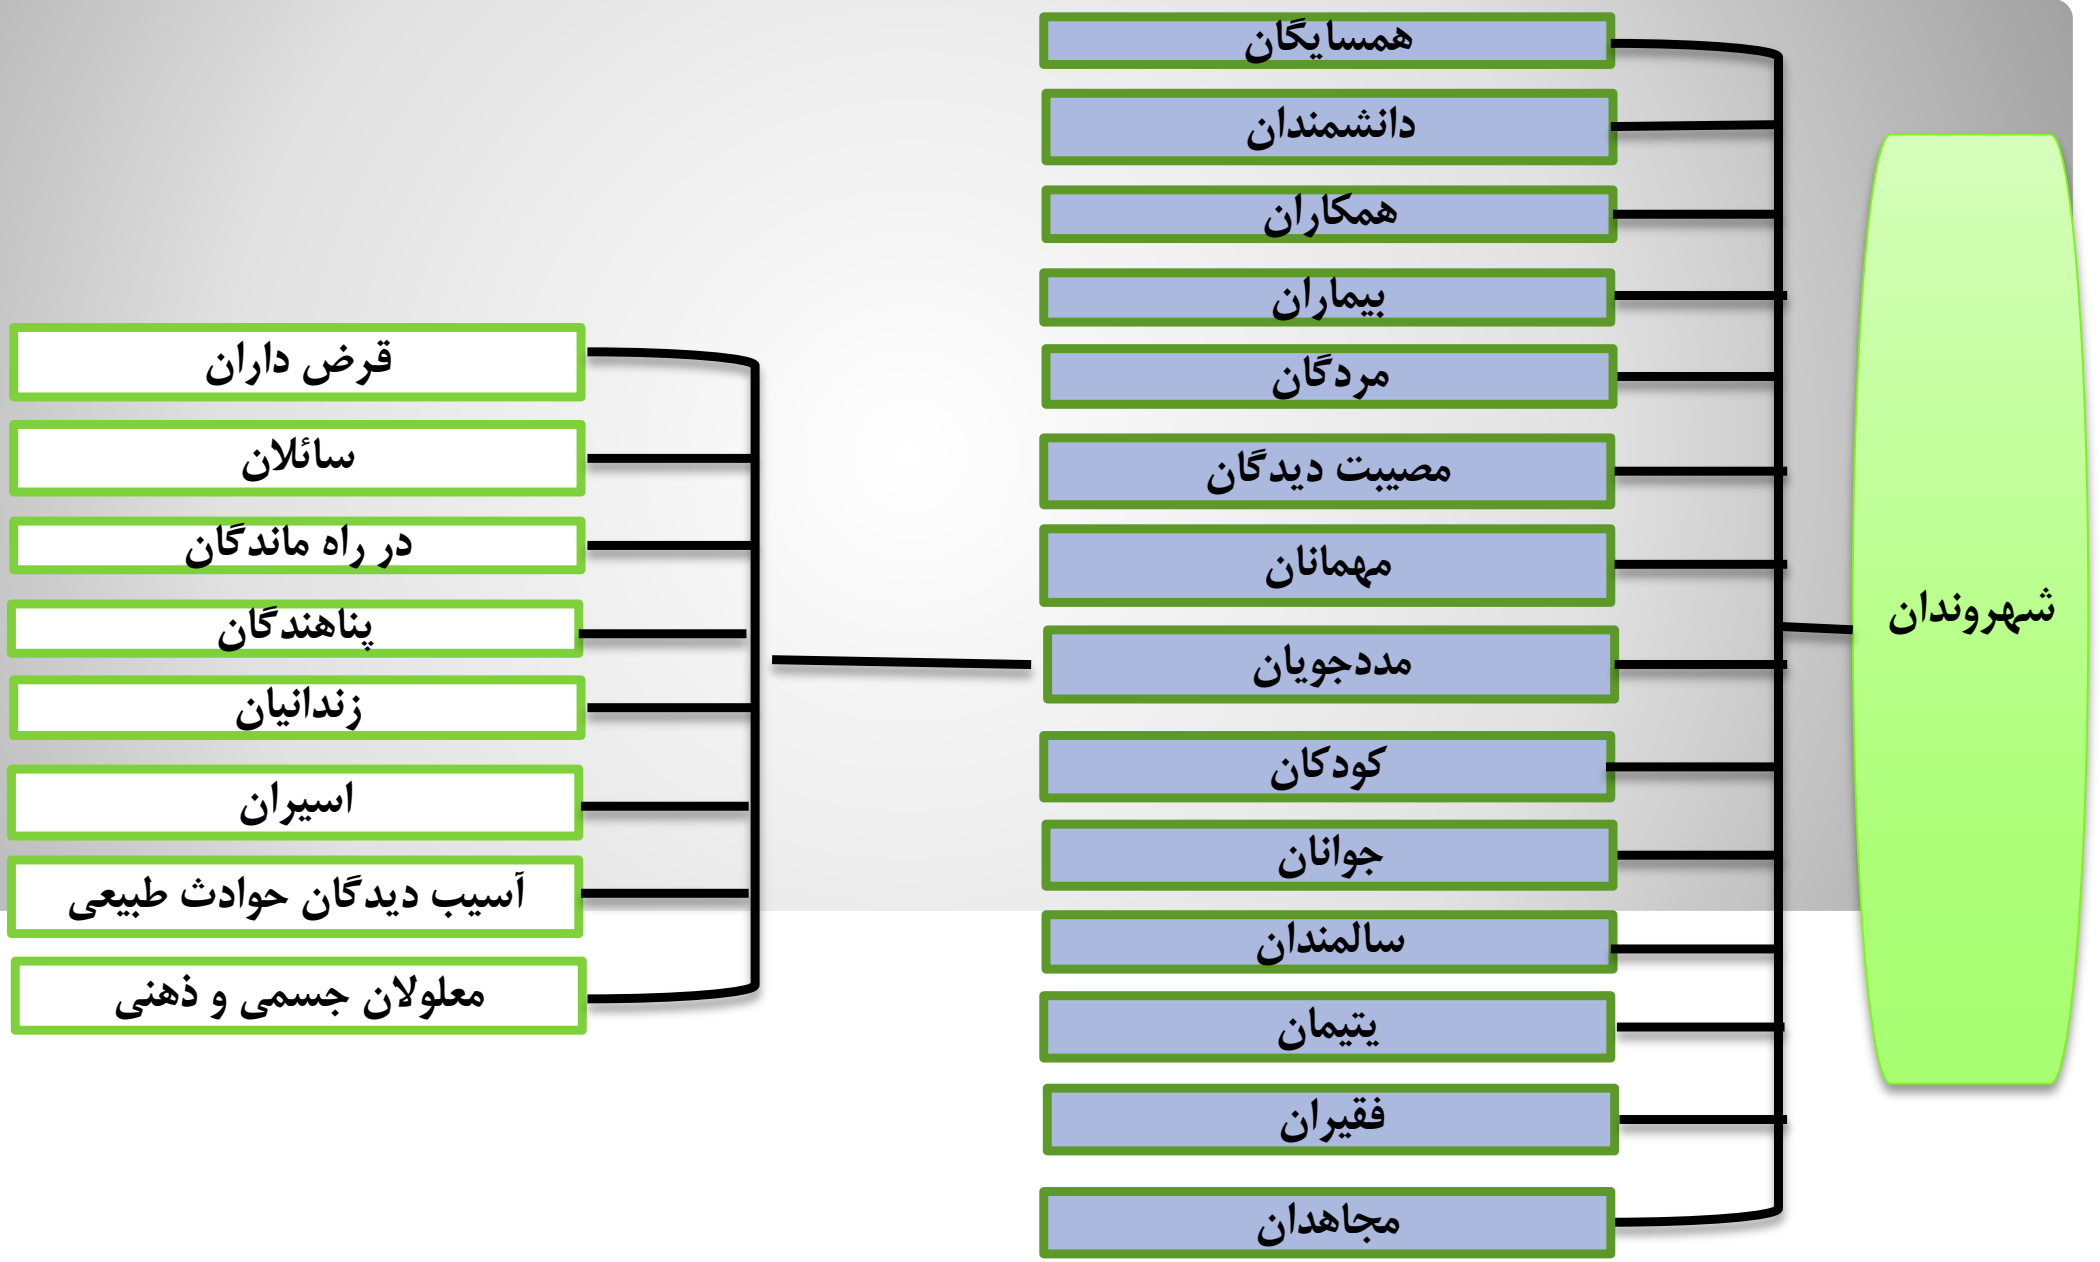 شهروندان
همسایگان
دانشمندان
همکاران
بیماران
مردگان
مصیبت دیدگان
مهمانان
مددجویان
کودکان
جوانان
سالمندان
یتیمان
فقیران
مجاهدان
قرض داران
سائلان
در راه ماندگان
پناهندگان
زندانیان
اسیران
آسیب دیدگان حوادث طبیعی
معلولان جسمی و ذهنی